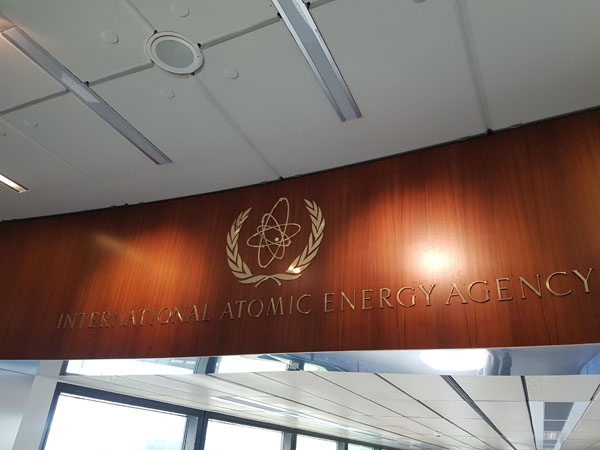 INTERNATIONAL ATOMIC ENERGY AGENCY